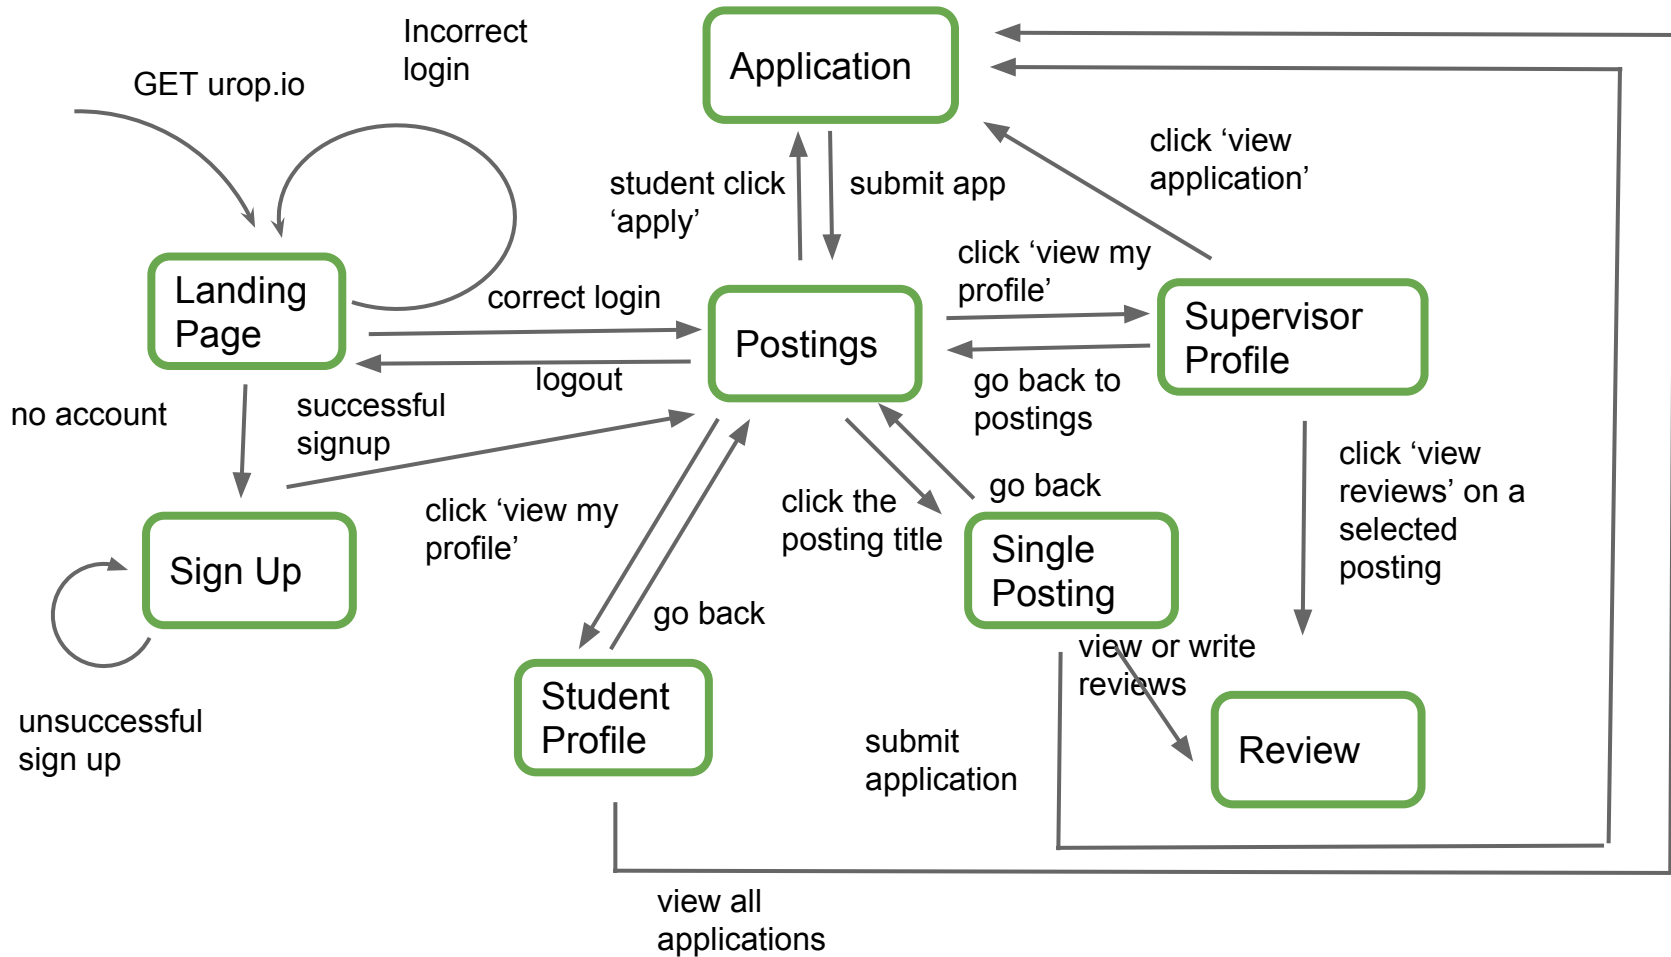 Incorrect
login
GET urop.io
Application
click ‘view
application’
student click
‘apply’
submit app
click ‘view my
profile’
Landing
Page
correct login
Postings
Supervisor
Profile
logout
go back to
postings
no account
successful
signup
click ‘view
reviews’ on a
selected
posting
click ‘view my
profile’
click the
posting title
go back
Sign Up
Single
Posting
go back
view or write
reviews
Student
Profile
unsuccessful
sign up
submit
application
Review
view all
applications